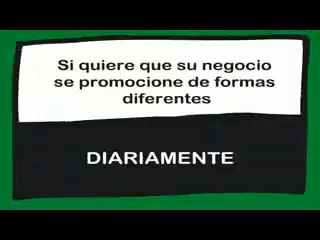 Si quiere que su negocio
se promocione de formas
diferentes
DIARIAMENTE